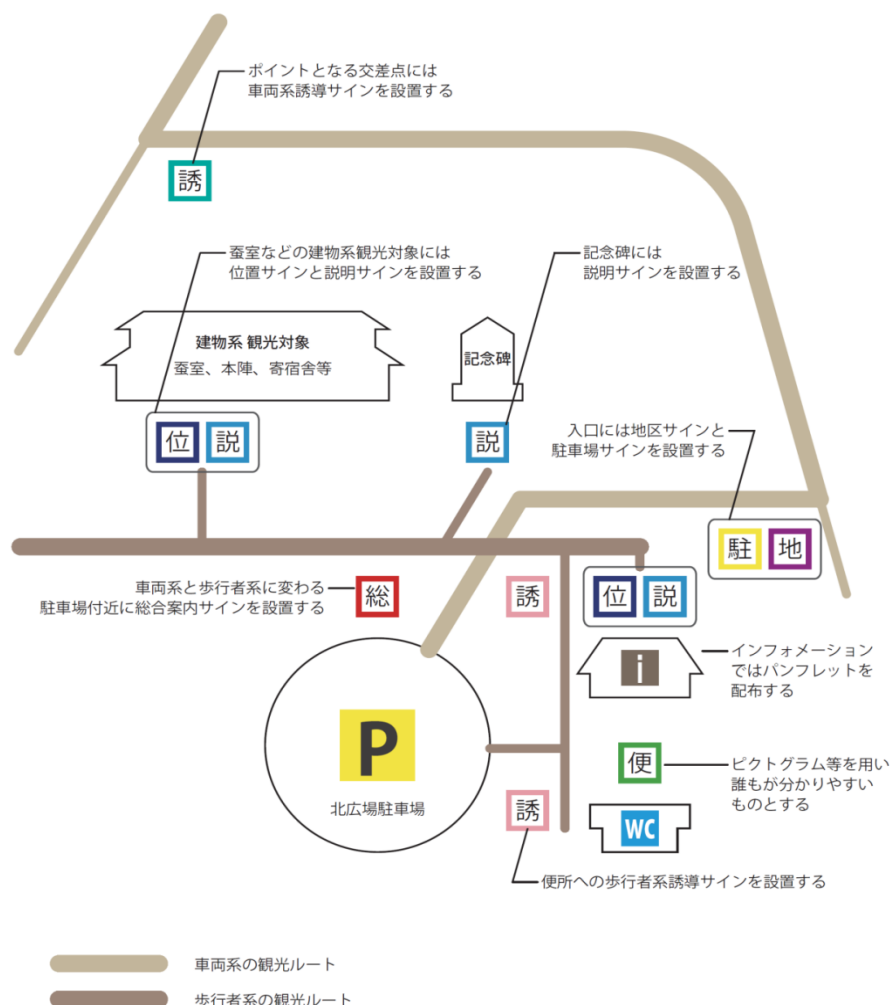 ポイントとなる交差点には
車両系誘導サインを設置する
誘
蚕室などの建物系観光対象には
位置サインと説明サインを設置する
記念碑には
説明サインを設置する
建物系 観光対象
蚕室、本陣、寄宿舎等
記念碑
位 説
説
入口には地区サインと
駐車場サインを設置する
駐 地
車両系と歩行者系に変わる
駐車場付近に総合案内サインを設置する
総
誘
位 説
i
インフォメーション
ではパンフレットを
配布する
P
北広場駐車場
便
ピクトグラム等を用い
誰もが分かりやすい
ものとする
誘
WC
便所への歩行者系誘導サインを設置する
車両系の観光ルート
歩行者系の観光ルート